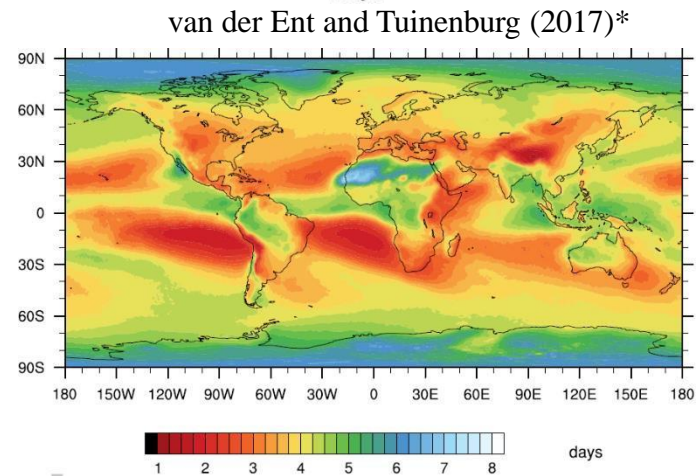 van der Ent and Tuinenburg (2017)*
90N
60N
30N
0
30S
60S
90S
180 150W 120W 90W 60W 30W 0 30E 60E 90E 120E 150E 180
1 2 3 4 5 6 7 8 days